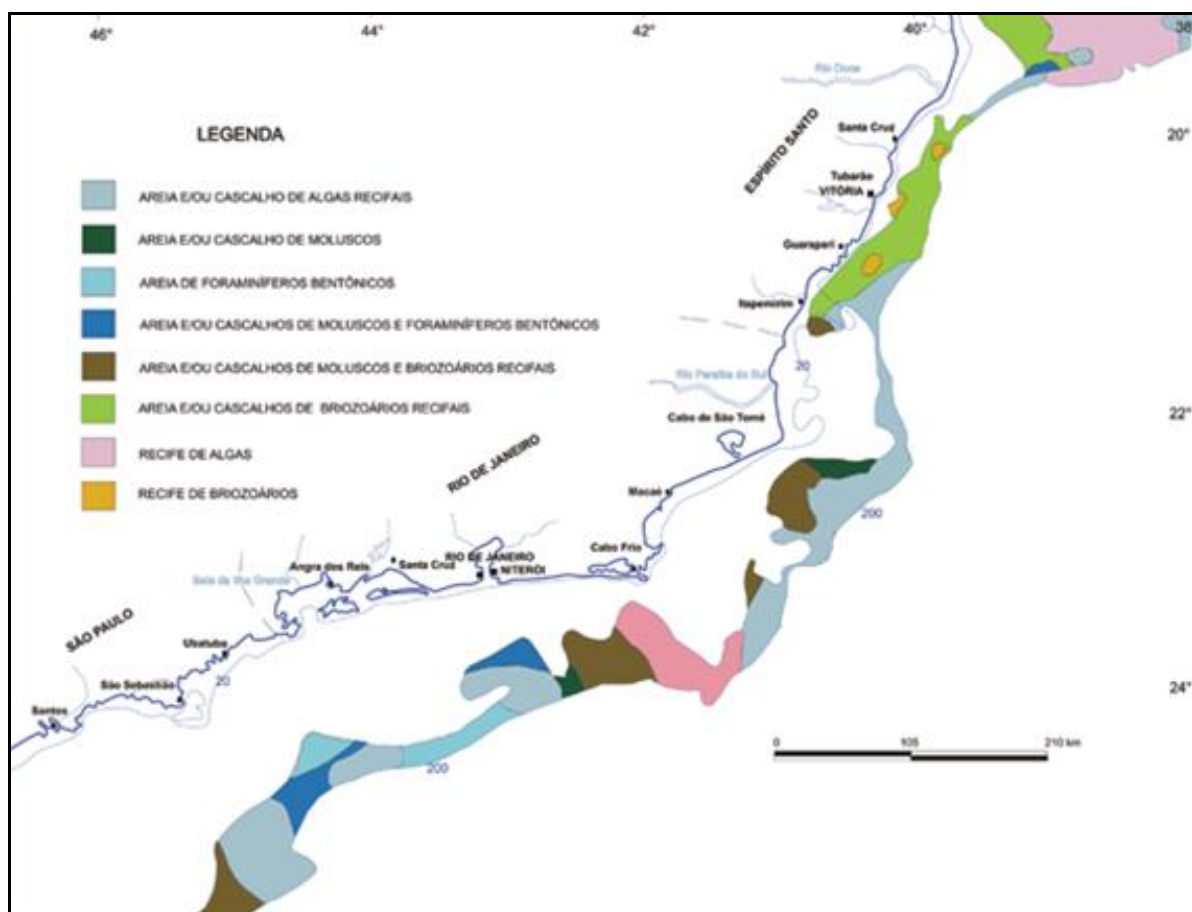 46°
44°
42°
40°
38°
Rio Doce
20°
LEGENDA
ESPÍRITO SANTO
Santa Cruz
Tubarão
VITÓRIA
AREIA E/OU CASCALHO DE ALGAS RECIFAIS
AREIA E/OU CASCALHO DE MOLUSCOS
Guarapari
AREIA DE FORAMINÍFEROS BENTÔNICOS
Itapemirim
AREIA E/OU CASCALHOS DE MOLUSCOS E FORAMINÍFEROS BENTÔNICOS
AREIA E/OU CASCALHOS DE MOLUSCOS E BRIOZOÁRIOS RECIFAIS
20
Rio Paraíba do Sul
AREIA E/OU CASCALHOS DE BRIOZOÁRIOS RECIFAIS
Cabo de São Tomé
22°
RECIFE DE ALGAS
RIO DE JANEIRO
RECIFE DE BRIOZOÁRIOS
Macaé
200
Cabo Frio
RIO DE JANEIRO
NITERÓI
Santa Cruz
Angra dos Reis
Baía da Ilha Grande
SÃO PAULO
Ubatuba
20
São Sebastião
Santos
24°
0 105 210 km
200